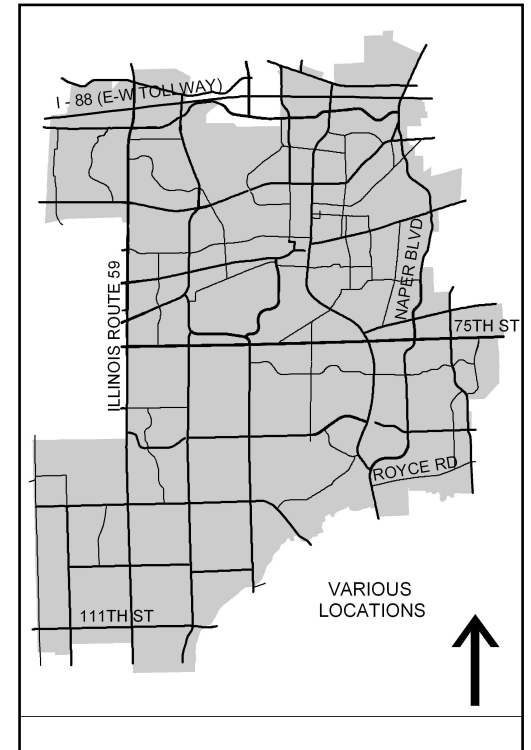 I - 88 (E-W TOLLWAY)
ILLINOIS ROUTE 59
NAPER BLVD
75TH ST
ROYCE RD
VARIOUS
LOCATIONS
111TH ST